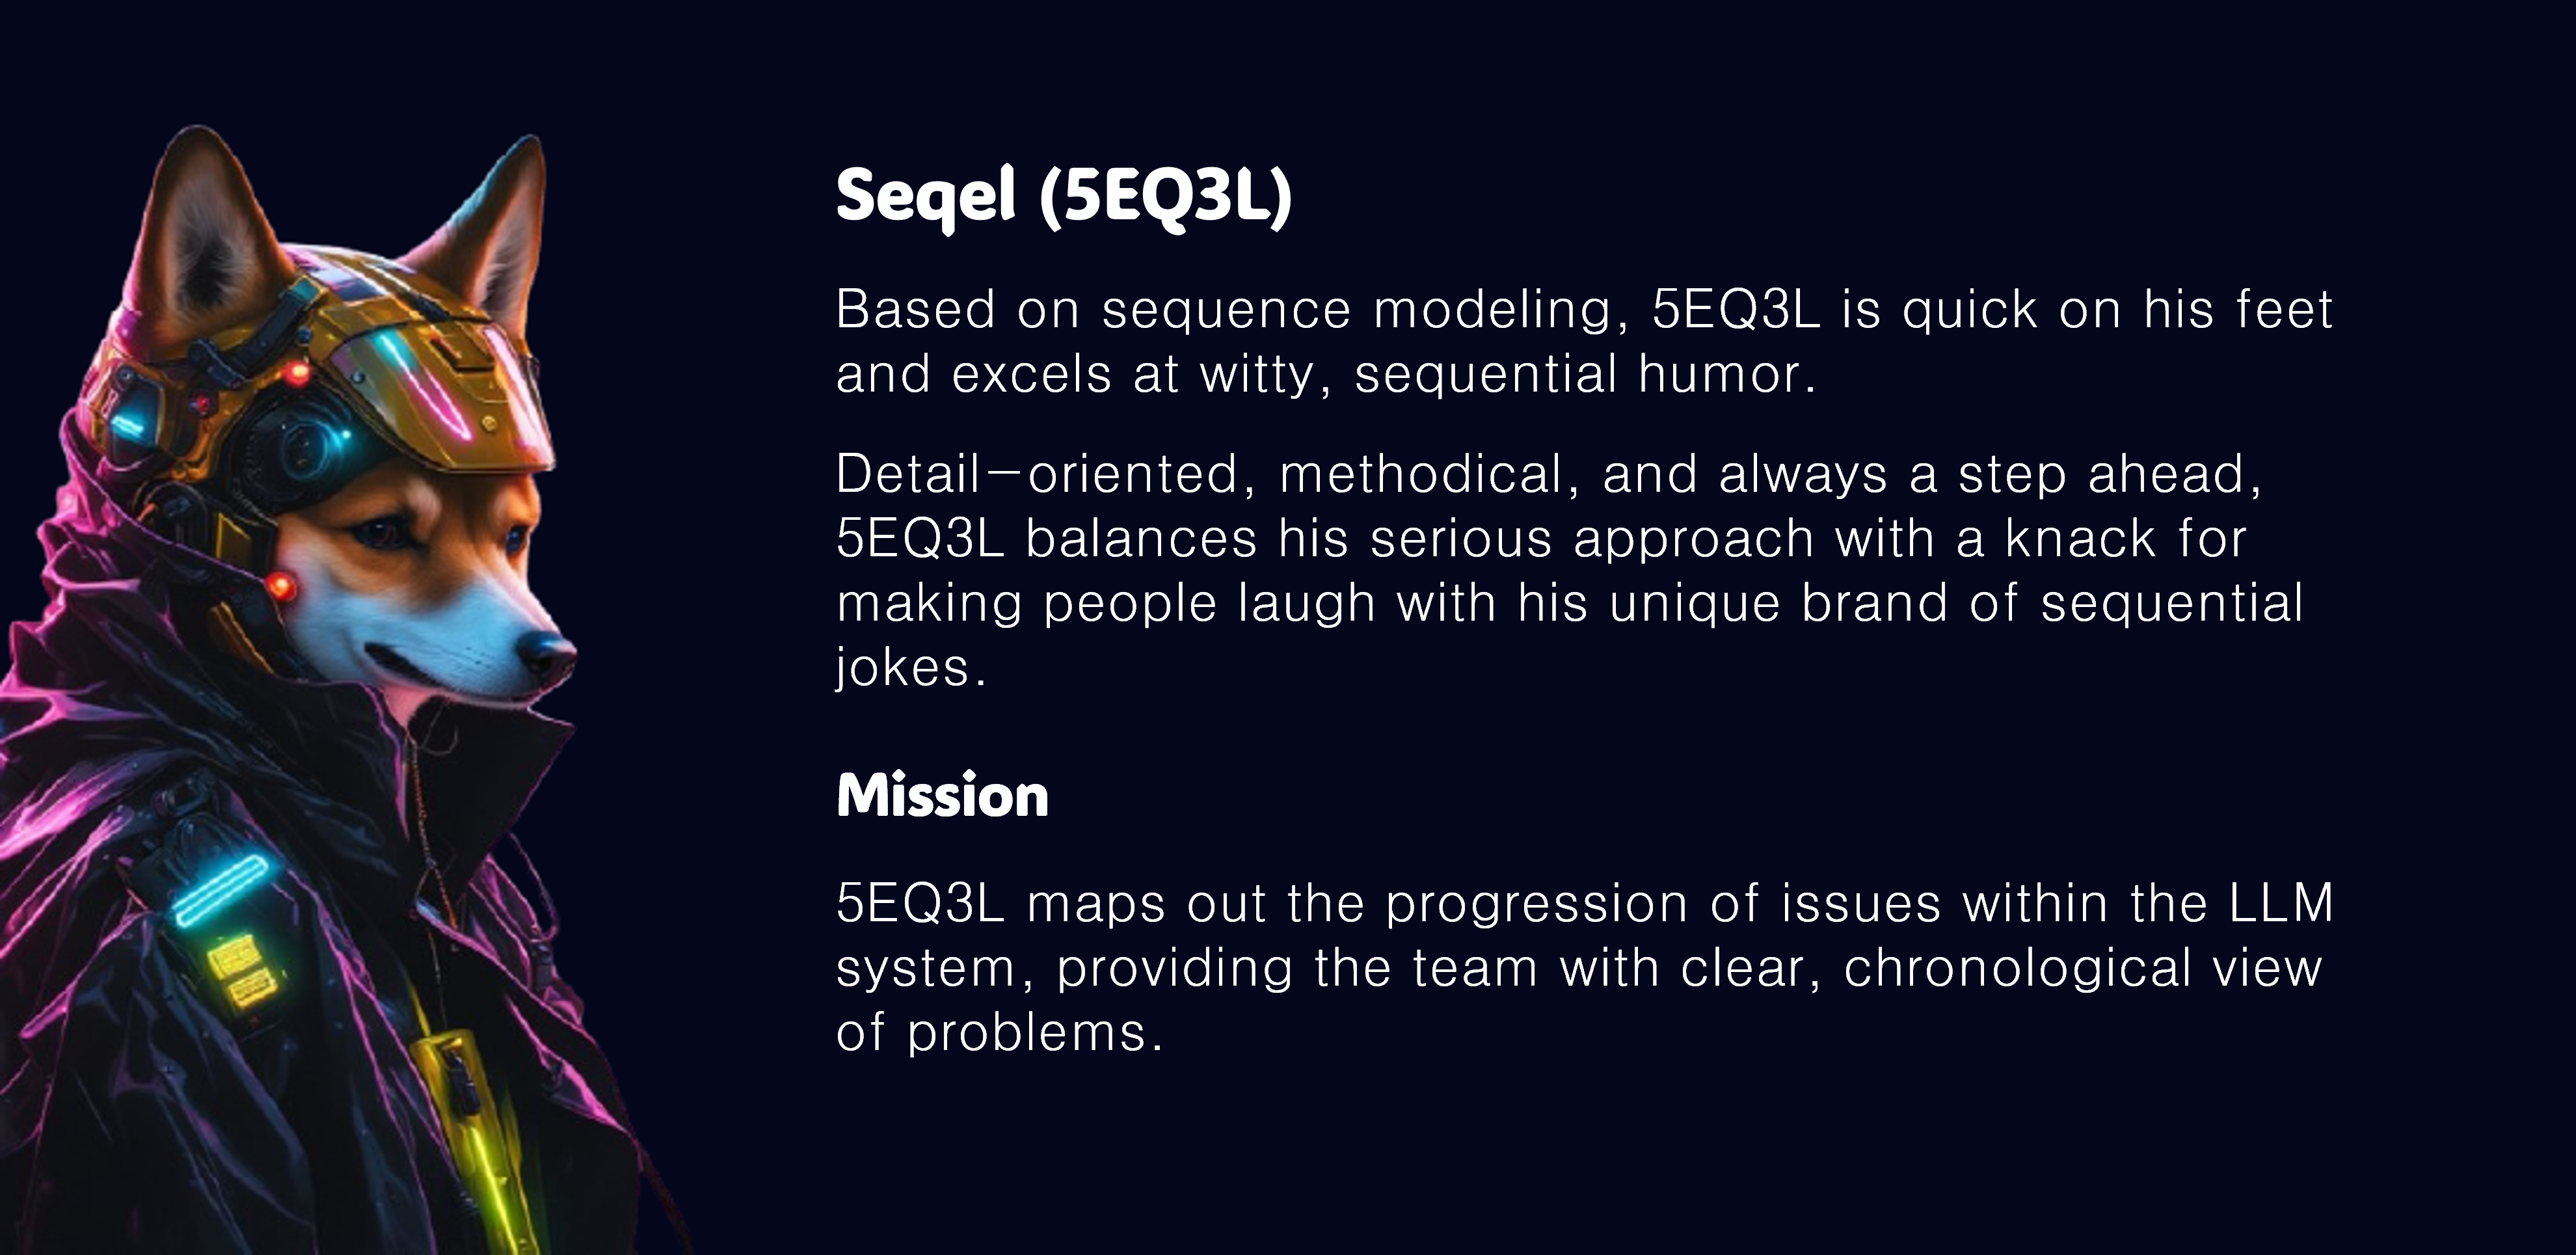 Seqel (5EQ3L)
Based on sequence modeling, 5EQ3L is quick on his feet
and excels at witty, sequential humor.
Detail-oriented, methodical, and always a step ahead,
5EQ3L balances his serious approach with a knack for
making people laugh with his unique brand of sequential
jokes.
Mission
5EQ3L maps out the progression of issues within the LLM
system, providing the team with clear, chronological view
of problems.